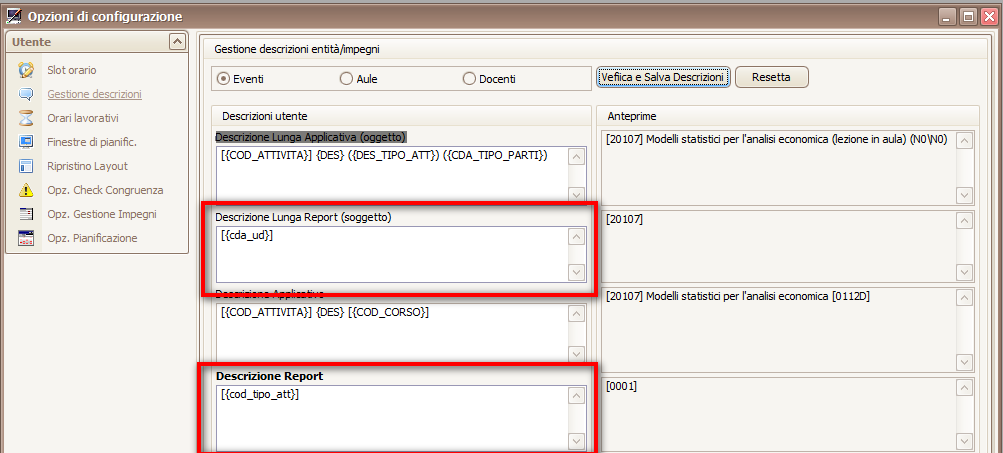 Opzioni di configurazione
Utente
Slot orario
Gestione descrizioni
Orari lavorativi
Finestre di pianific.
Ripristino Layout
Opz. Check Congruenza
Opz. Gestione Impegni
Opz. Pianificazione
Gestione descrizioni entità/impegni
Eventi Aule Docenti Vefiica e Salva Descrizioni Resetta
Descrizioni utente
Descrizione Lunga Applicativa (oggetto)
[{COD_ATTIVITA}] {DES} ({DES_TIPO_ATT}) ({CDA_TIPO_PARTI})
Descrizione Lunga Report (soggetto)
[{cda_ud}]
Descrizione Applicativa
[{COD_ATTIVITA}] {DES} [{COD_CORSO}]
Descrizione Report
[{cod_tipo_att}]
Anteprime
[20107] Modelli statistici per l'analisi economica (lezione in aula) (N0\N0)
[20107]
[20107] Modelli statistici per l'analisi economica [0112D]
[0001]